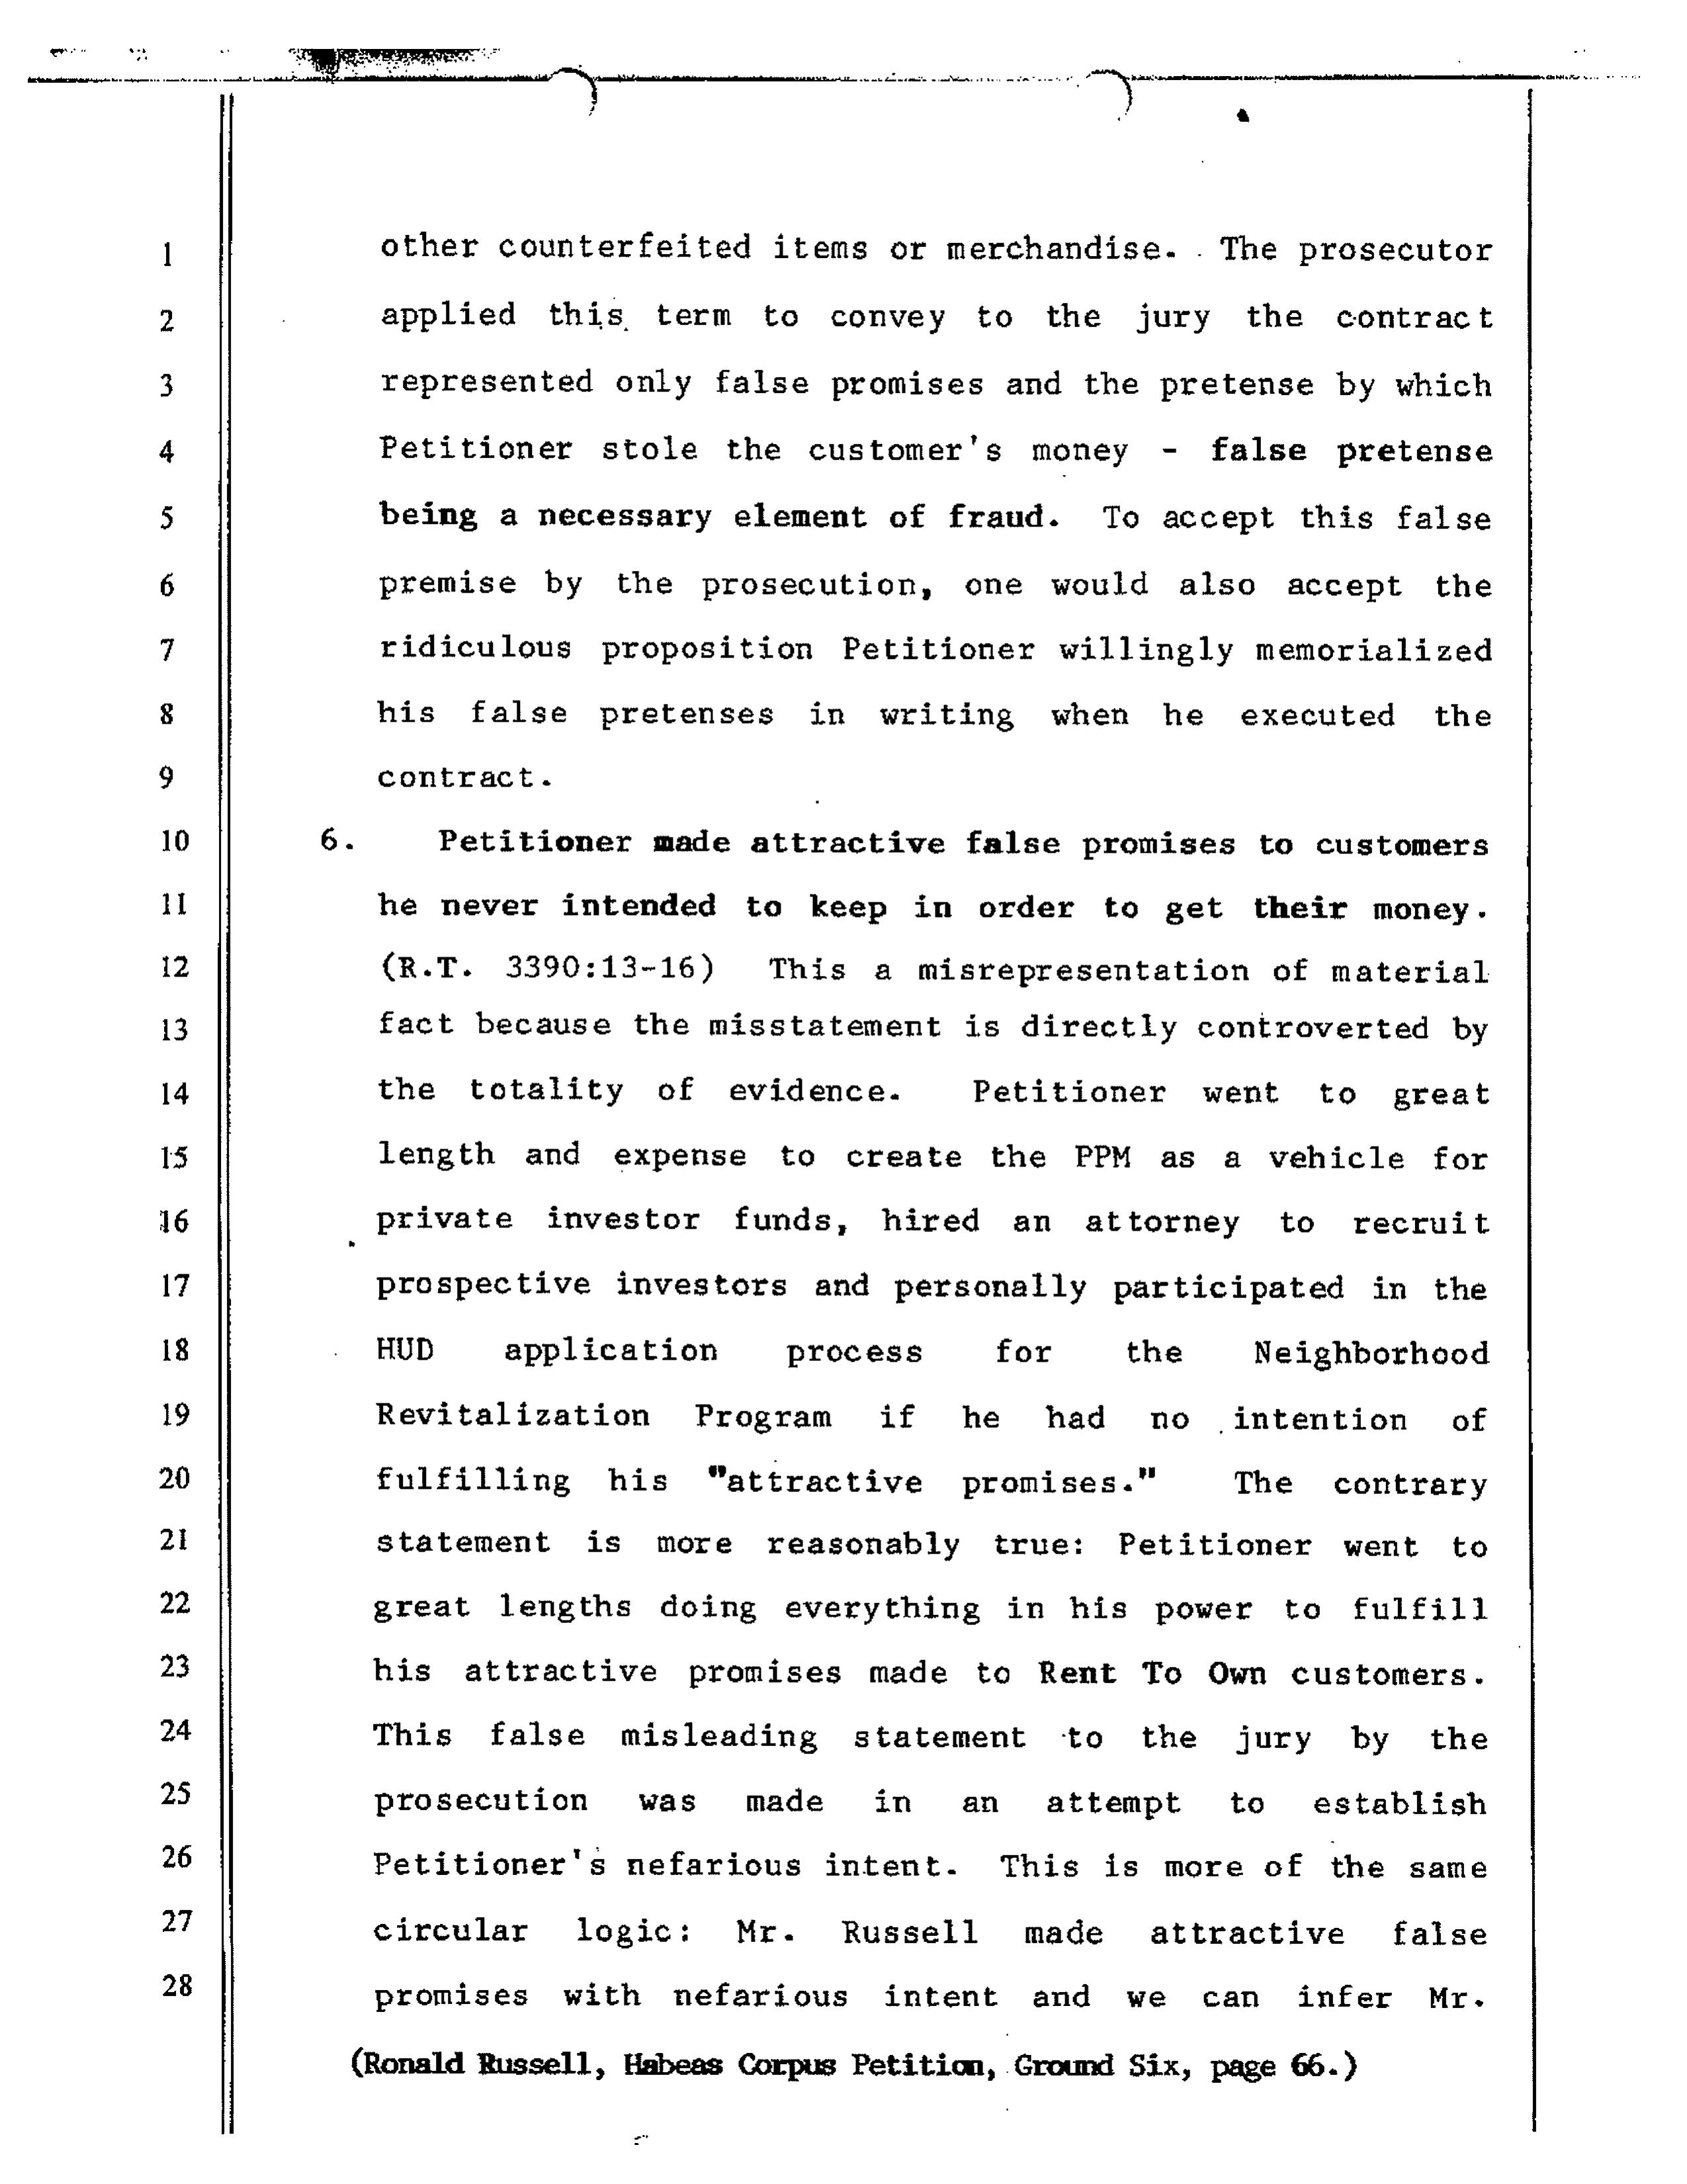 1 other counterfeited items or merchandise. The prosecutor
2 applied this term to convey to the jury the contract
3 represented only false promises and the pretense by which
4 Petitioner stole the customer's money - false pretense
5 being a necessary element of fraud. To accept this false
6 premise by the prosecution, one would also accept the
7 ridiculous proposition Petitioner willingly memorialized
8 his false pretenses in writing when he executed the
9 contract.
10 6. Petitioner made attractive false promises to customers
11 he never intended to keep in order to get their money.
12 (R.T. 3390:13-16) This a misrepresentation of material
13 fact because the misstatement is directly controverted by
14 the totality of evidence. Petitioner went to great
15 length and expense to create the PPM as a vehicle for
16 private investor funds, hired an attorney to recruit
17 prospective investors and personally participated in the
18 HUD application process for the Neighborhood
19 Revitalization Program if he had no intention of
20 fulfilling his "attractive promises." The contrary
21 statement is more reasonably true: Petitioner went to
22 great lengths doing everything in his power to fulfill
23 his attractive promises made to Rent To Own customers.
24 This false misleading statement to the jury by the
25 prosecution was made in an attempt to establish
26 Petitioner's nefarious intent. This is more of the same
27 circular logic: Mr. Russell made attractive false
28 promises with nefarious intent and we can infer Mr.
(Ronald Russell, Habeas Corpus Petition, Ground Six, page 66.)